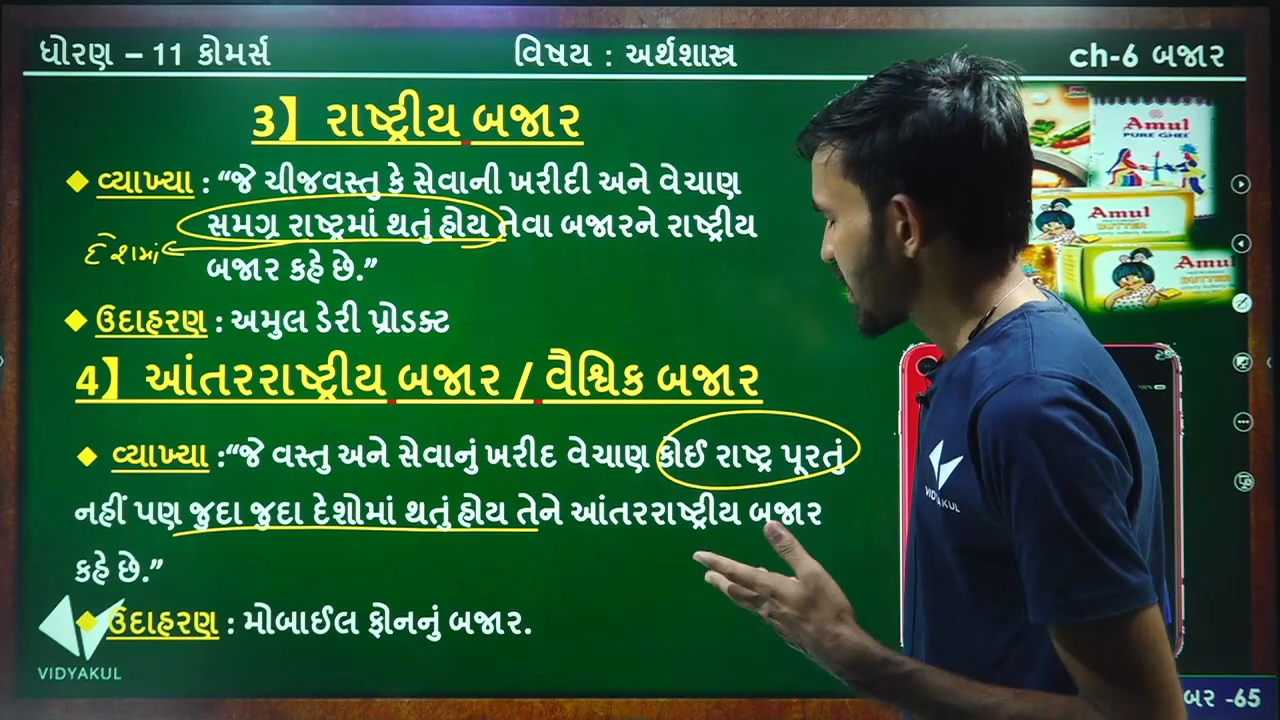 ધોરણ – 11 કોમર્સ વિષય : અર્થશાસ્ત્ર ch-6 બજાર
3】 રાષ્ટ્રીય બજાર
◆ વ્યાખ્યા : “જે ચીજવસ્તુ કે સેવાની ખરીદી અને વેચાણ
સમગ્ર રાષ્ટ્રમાં થતું હોય તેવા બજારને રાષ્ટ્રીય
દેશમાં
બજાર કહે છે.”
◆ ઉદાહરણ : અમુલ ડેરી પ્રોડક્ટ
4】 આંતરરાષ્ટ્રીય બજાર / વૈશ્વિક બજાર
◆ વ્યાખ્યા :“જે વસ્તુ અને સેવાનું ખરીદ વેચાણ કોઈ રાષ્ટ્ર પૂરતું
નહીં પણ જુદા જુદા દેશોમાં થતું હોય તેને આંતરરાષ્ટ્રીય બજાર
કહે છે.”
◆ ઉદાહરણ : મોબાઈલ ફોનનું બજાર.
VIDYAKUL
Amul
PURE GHEE
Amul
BUTTER
Amul
BUTTER
VIDYAKUL
-65